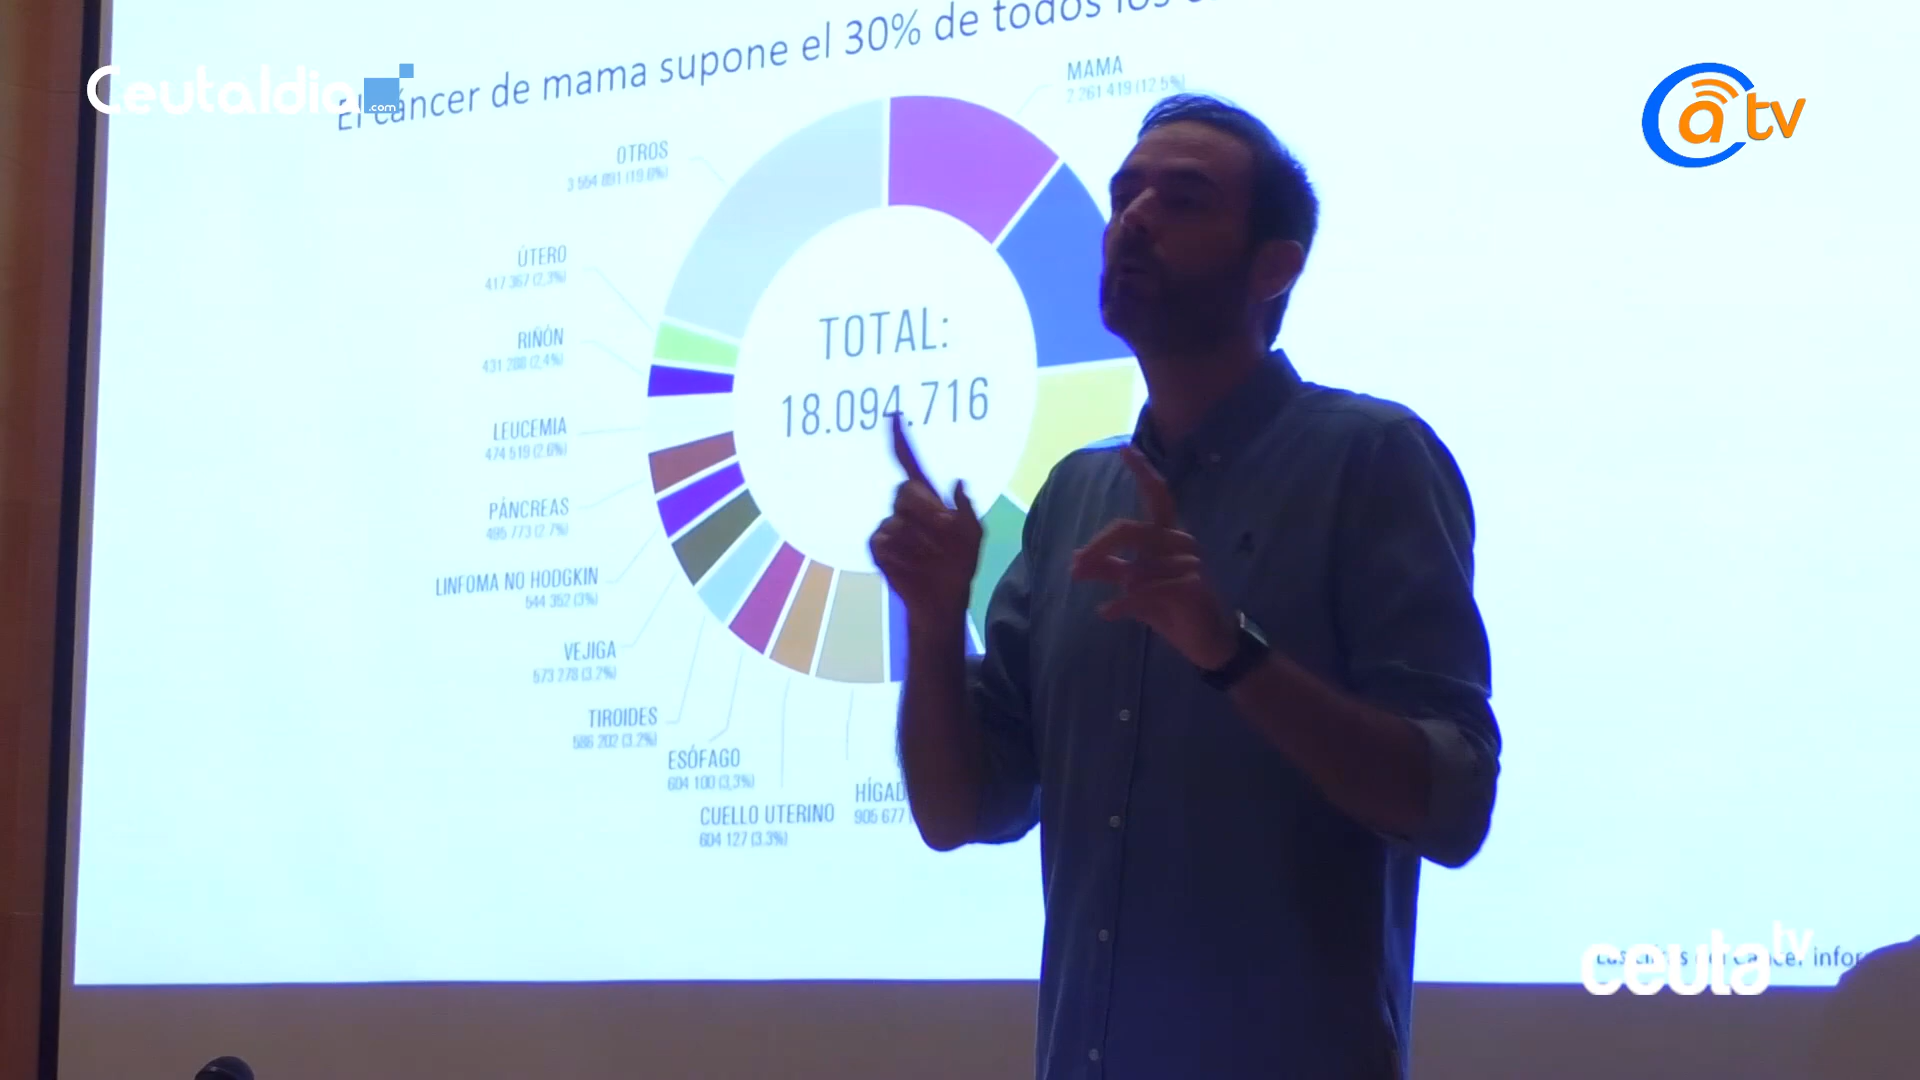 El cáncer de mama supone el 30% de todos los
Ceutaldia
.com
a tv
MAMA
2 261 419 (12.5%)
OTROS
ÚTERO
417 367 (2,3%)
RIÑÓN
431 288 (2,4%)
TOTAL:
18.094.716
LEUCEMIA
474 519 (2.6%)
PÁNCREAS
495 773 (2.7%)
LINFOMA NO HODGKIN
544 352 (3%)
VEJIGA
573 278 (3.2%)
TIROIDES
586 202 (3.2%)
ESÓFAGO
604 100 (3,3%)
CUELLO UTERINO
604 127 (3.3%)
HÍGAD
905 677
ceuta tv